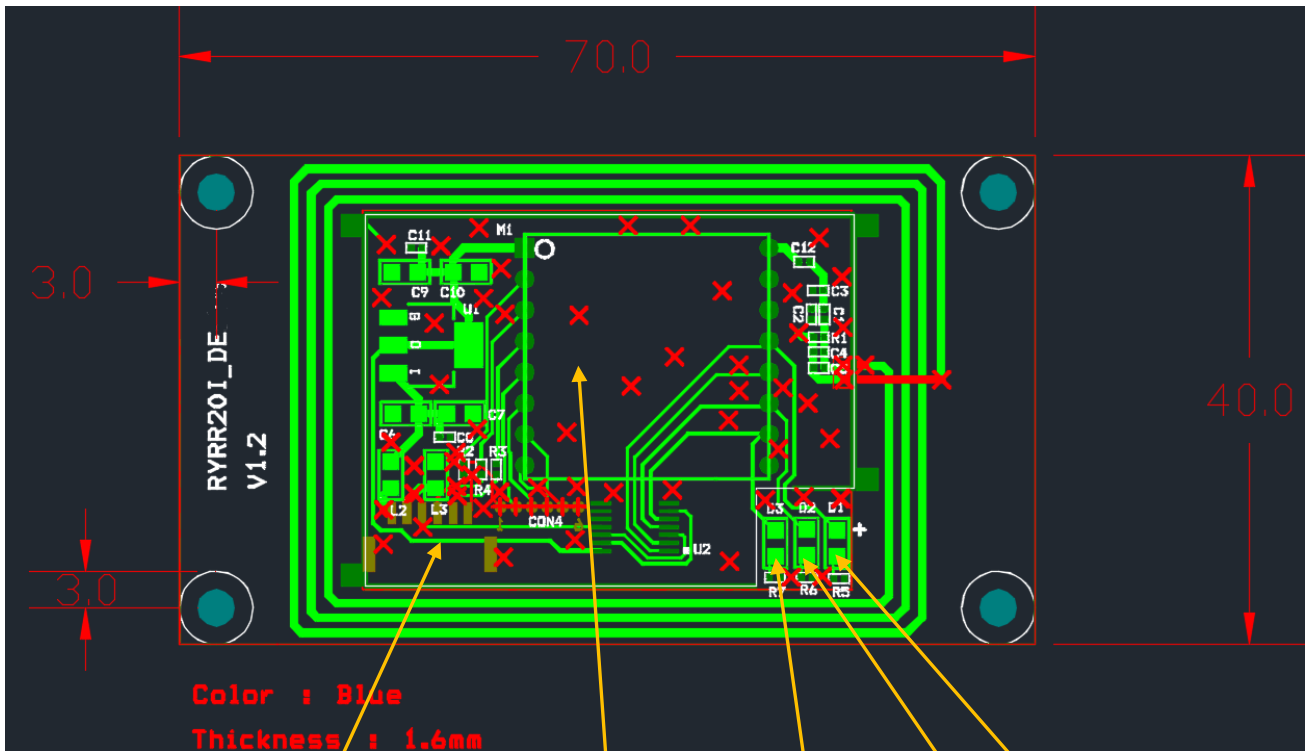 70.0
3.0
3.0
40.0
RYRR20I_DE
V1.2
C11
M1
C12
C9
C10
C3
U1
C2
R1
C4
C7
R3
R4
L2
L3
CON4
U2
D3
D2
D1
+
R7
R6
R5
Color : Blue
Thickness : 1.6mm